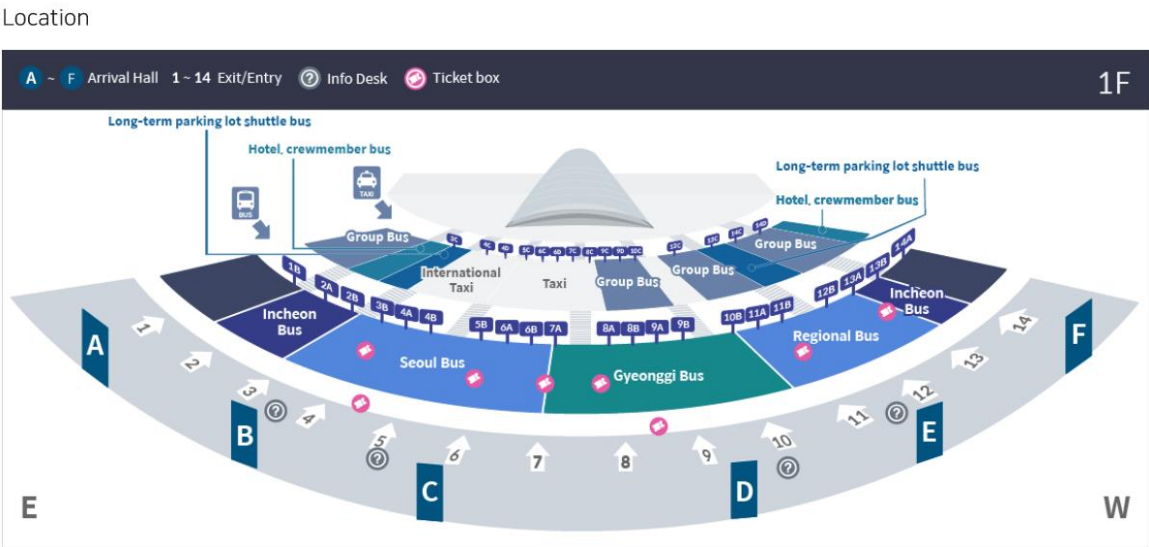 Location
A ~ F Arrival Hall 1 ~ 14 Exit/Entry ? Info Desk Ticket box 1F
Long-term parking lot shuttle bus
Hotel, crewmember bus
TAXI
BUS
Long-term parking lot shuttle bus
Hotel, crewmember bus
Group Bus
3C 4C 4D 5C 6C 6D 7C 8C 9C 9D 10C 12C 13C 14C 14D
Group Bus
International
Taxi
Taxi
Group Bus
Group Bus
1B 2A 2B 3B 4A 4B 5B 6A 6B 7A 8A 8B 9A 9B 10B 11A 11B 12B 13A 13B 14A
Incheon
Bus
Seoul Bus
Gyeonggi Bus
Regional Bus
Incheon
Bus
1 2 3 4 5 6 7 8 9 10 11 12 13 14
? ? ? ?
A B C D E F
E W